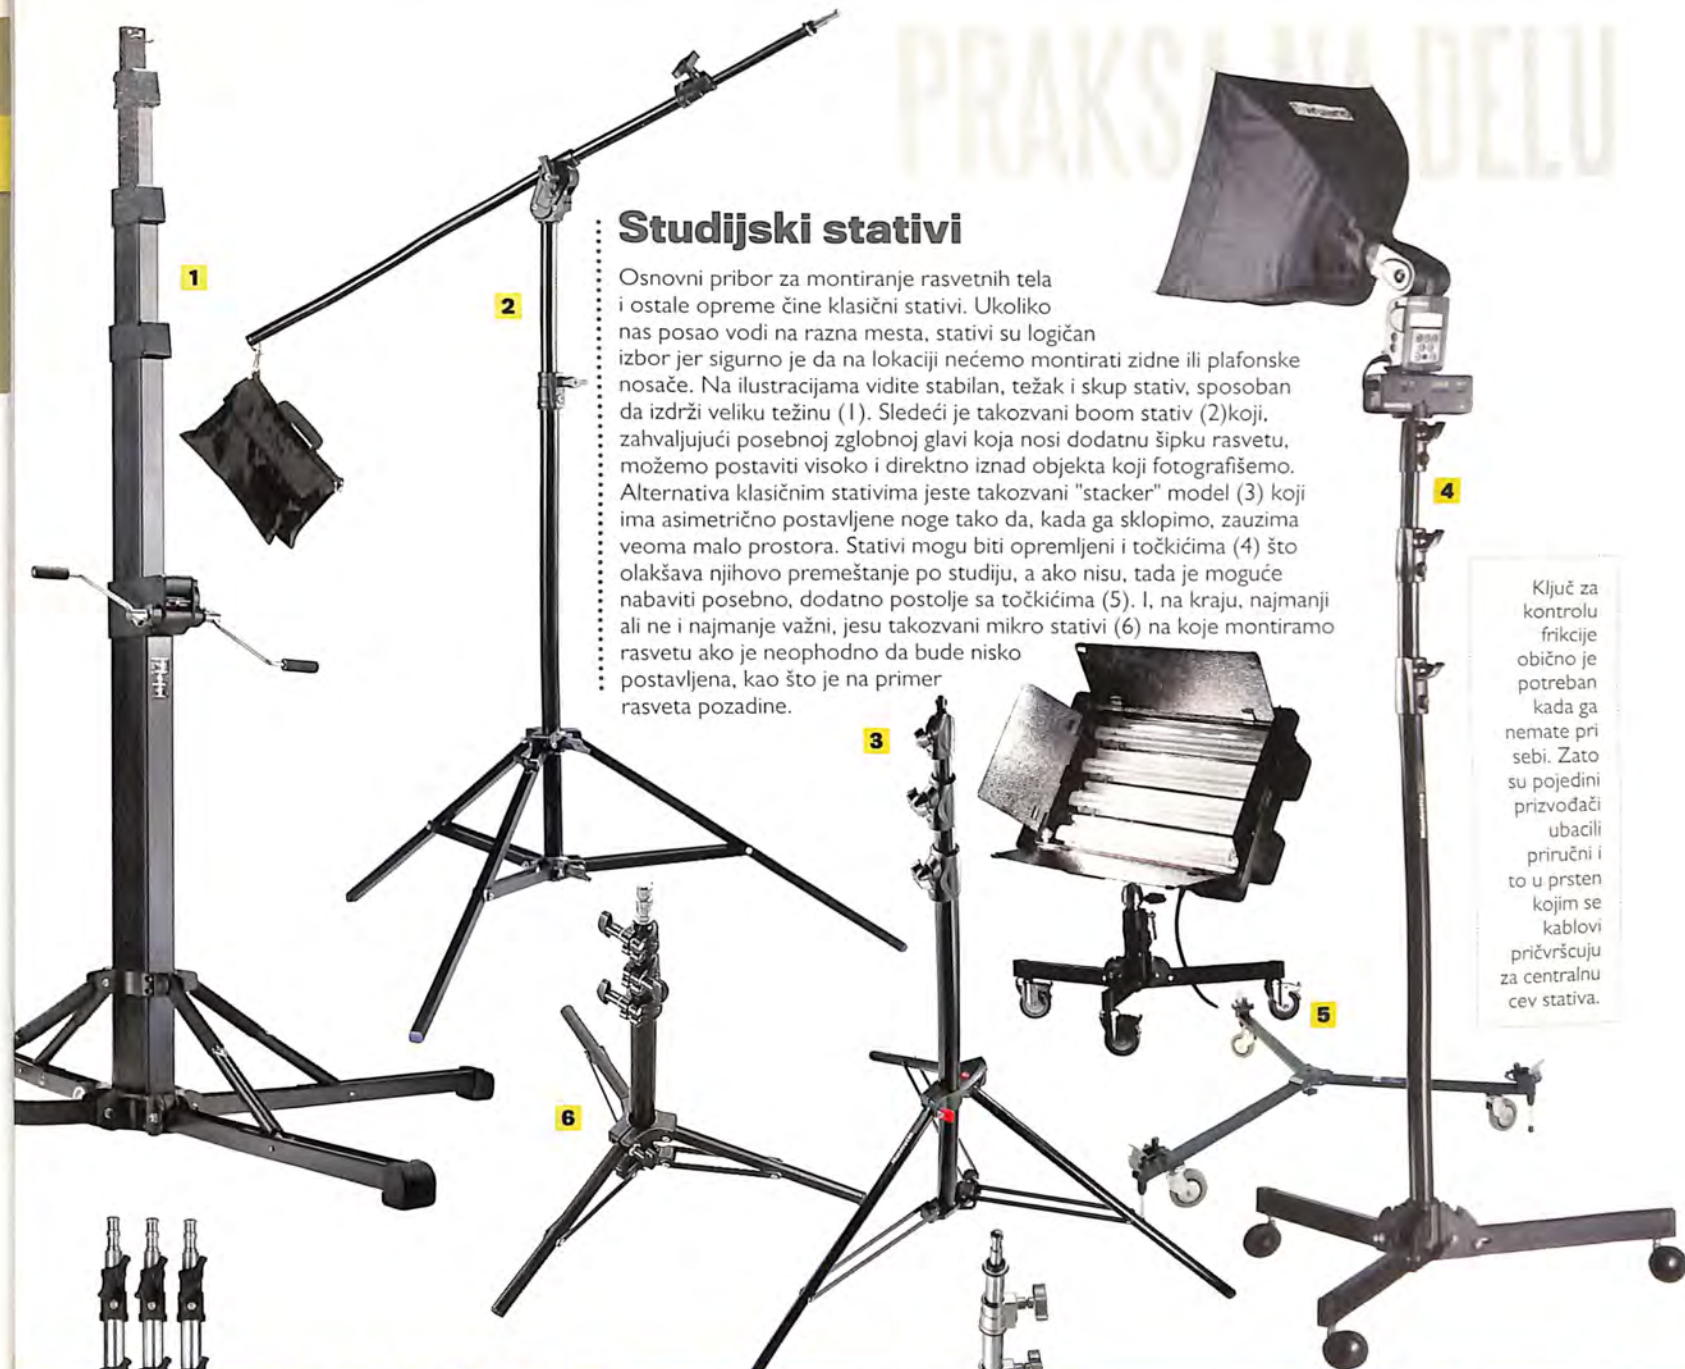 PRAKSA NA DELU
Studijski stativi
Osnovni pribor za montiranje rasvetnih tela
i ostale opreme čine klasični stativi. Ukoliko
nas posao vodi na razna mesta, stativi su logičan
izbor jer sigurno je da na lokaciji nećemo montirati zidne ili plafonske
nosače. Na ilustracijama vidite stabilan, težak i skup stativ, sposoban
da izdrži veliku težinu (1). Sledeći je takozvani boom stativ (2)koji,
zahvaljujući posebnoj zglobnoj glavi koja nosi dodatnu šipku rasvetu,
možemo postaviti visoko i direktno iznad objekta koji fotografišemo.
Alternativa klasičnim stativima jeste takozvani "stacker" model (3) koji
ima asimetrično postavljene noge tako da, kada ga sklopimo, zauzima
veoma malo prostora. Stativi mogu biti opremljeni i točkićima (4) što
olakšava njihovo premeštanje po studiju, a ako nisu, tada je moguće
nabaviti posebno, dodatno postolje sa točkićima (5). I, na kraju, najmanji
ali ne i najmanje važni, jesu takozvani mikro stativi (6) na koje montiramo
rasvetu ako je neophodno da bude nisko
postavljena, kao što je na primer
rasveta pozadine.
1
2
3
4
5
6
Ključ za
kontrolu
frikcije
obično je
potreban
kada ga
nemate pri
sebi. Zato
su pojedini
prizvođači
ubacili
priručni i
to u prsten
kojim se
kablovi
pričvršcuju
za centralnu
cev stativa.